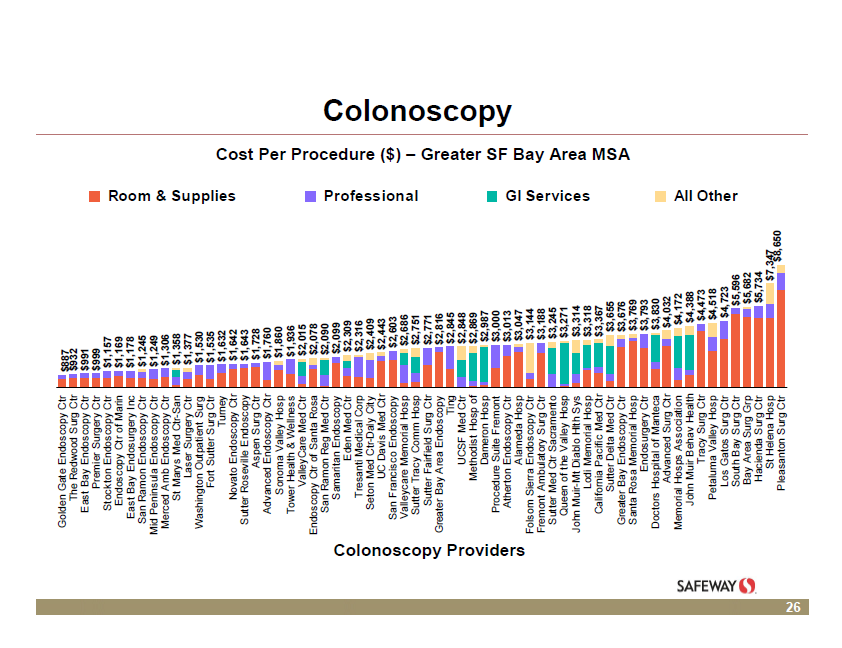 Colonoscopy
Cost Per Procedure ($) – Greater SF Bay Area MSA
Room & Supplies
Professional
GI Services
All Other
$887
$932
$991
$999
$1,157
$1,169
$1,178
$1,245
$1,249
$1,306
$1,358
$1,377
$1,530
$1,535
$1,632
$1,642
$1,643
$1,728
$1,760
$1,860
$1,936
$2,015
$2,078
$2,090
$2,099
$2,309
$2,316
$2,409
$2,443
$2,603
$2,686
$2,751
$2,771
$2,816
$2,845
$2,848
$2,869
$2,987
$3,000
$3,013
$3,047
$3,144
$3,188
$3,245
$3,271
$3,314
$3,318
$3,367
$3,655
$3,676
$3,769
$3,793
$3,830
$4,032
$4,172
$4,388
$4,473
$4,518
$4,723
$5,596
$5,682
$5,734
$7,347
$8,650
Golden Gate Endoscopy Ctr
The Redwood Surg Ctr
East Bay Endoscopy Ctr
Premier Surgery Ctr
Stockton Endoscopy Ctr
Endoscopy Ctr of Marin
East Bay Endosurgery Inc
San Ramon Endoscopy Ctr
Mid Peninsula Endoscopy Ctr
Merced Amb Endoscopy Ctr
St Marys Med Ctr-San
Laser Surgery Ctr
Washington Outpatient Surg
Fort Sutter Surg Ctr
Turney
Novato Endoscopy Ctr
Sutter Roseville Endoscopy
Aspen Surg Ctr
Advanced Endoscopy Ctr
Sonoma Valley Hosp
Tower Health & Wellness
ValleyCare Med Ctr
Endoscopy Ctr of Santa Rosa
San Ramon Reg Med Ctr
Samaritan Endoscopy
Eden Med Ctr
Tresanti Medical Corp
Seton Med Ctr-Daly City
UC Davis Med Ctr
San Francisco Endoscopy
Valleycare Memorial Hosp
Sutter Tracy Comm Hosp
Sutter Fairfield Surg Ctr
Greater Bay Area Endoscopy
Ting
UCSF Med Ctr
Methodist Hosp of
Dameron Hosp
Procedure Suite Fremont
Atherton Endoscopy Ctr
Alameda Hosp
Folsom Sierra Endoscopy Ctr
Fremont Ambulatory Surg Ctr
Sutter Med Ctr Sacramento
Queen of the Valley Hosp
John Muir-Mt Diablo Hlth Sys
Lodi Memorial Hosp
California Pacific Med Ctr
Sutter Delta Med Ctr
Greater Bay Endoscopy Ctr
Santa Rosa Memorial Hosp
Endosurgery Ctr
Doctors Hospital of Manteca
Advanced Surg Ctr
Memorial Hosps Association
John Muir Behav Health
Tracy Surg Ctr
Petaluma Valley Hosp
Los Gatos Surg Ctr
South Bay Surg Ctr
Bay Area Surg Grp
Hacienda Surg Ctr
St Helena Hosp
Pleasanton Surg Ctr
Colonoscopy Providers
SAFEWAY
26